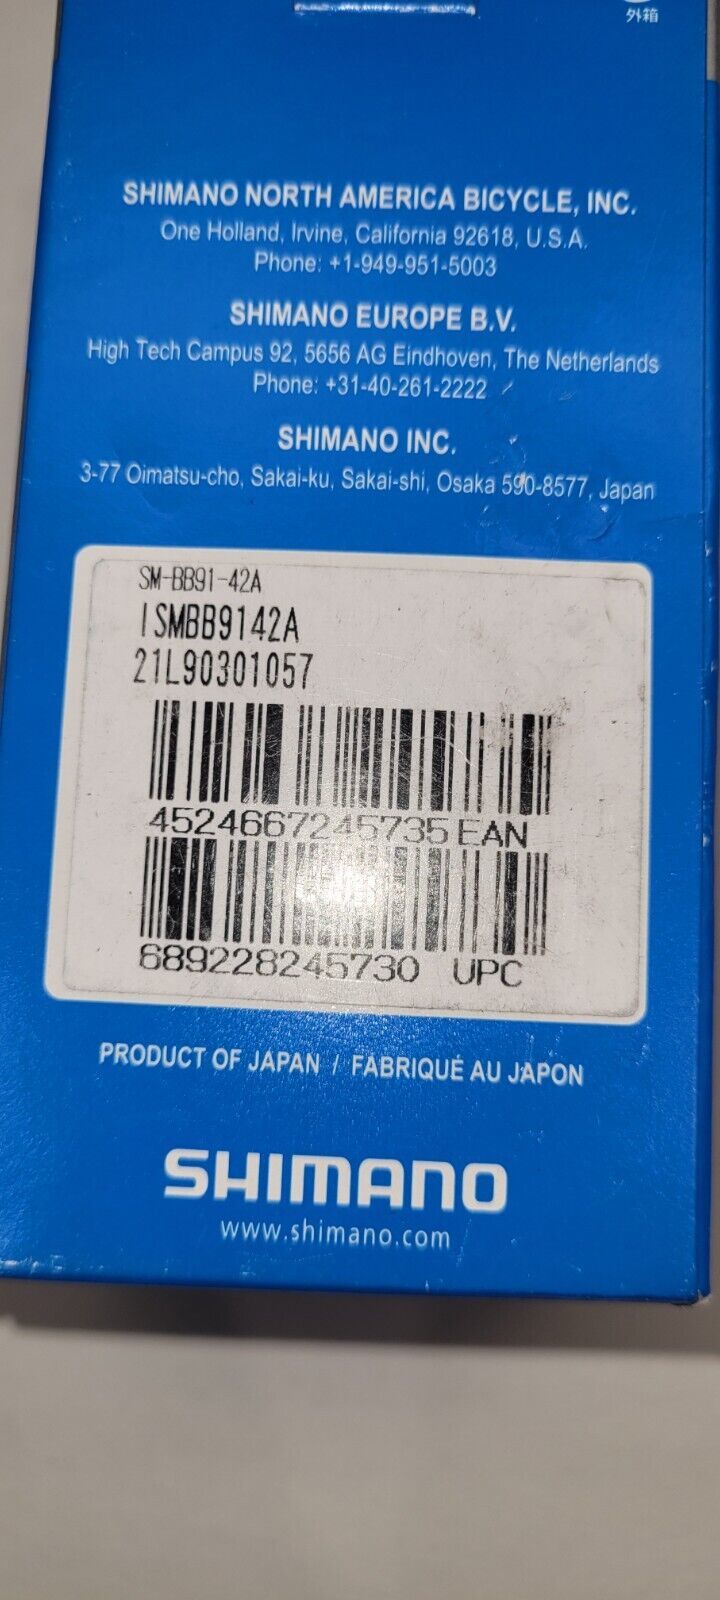 外箱
SHIMANO NORTH AMERICA BICYCLE, INC.
One Holland, Irvine, California 92618, U.S.A.
Phone: +1-949-951-5003
SHIMANO EUROPE B.V.
High Tech Campus 92, 5656 AG Eindhoven, The Netherlands
Phone: +31-40-261-2222
SHIMANO INC.
3-77 Oimatsu-cho, Sakai-ku, Sakai-shi, Osaka 590-8577, Japan
SM-BB91-42A
ISMBB9142A
21L90301057
4524667245735 EAN
689228245730 UPC
PRODUCT OF JAPAN / FABRIQUÉ AU JAPON
SHIMANO
www.shimano.com